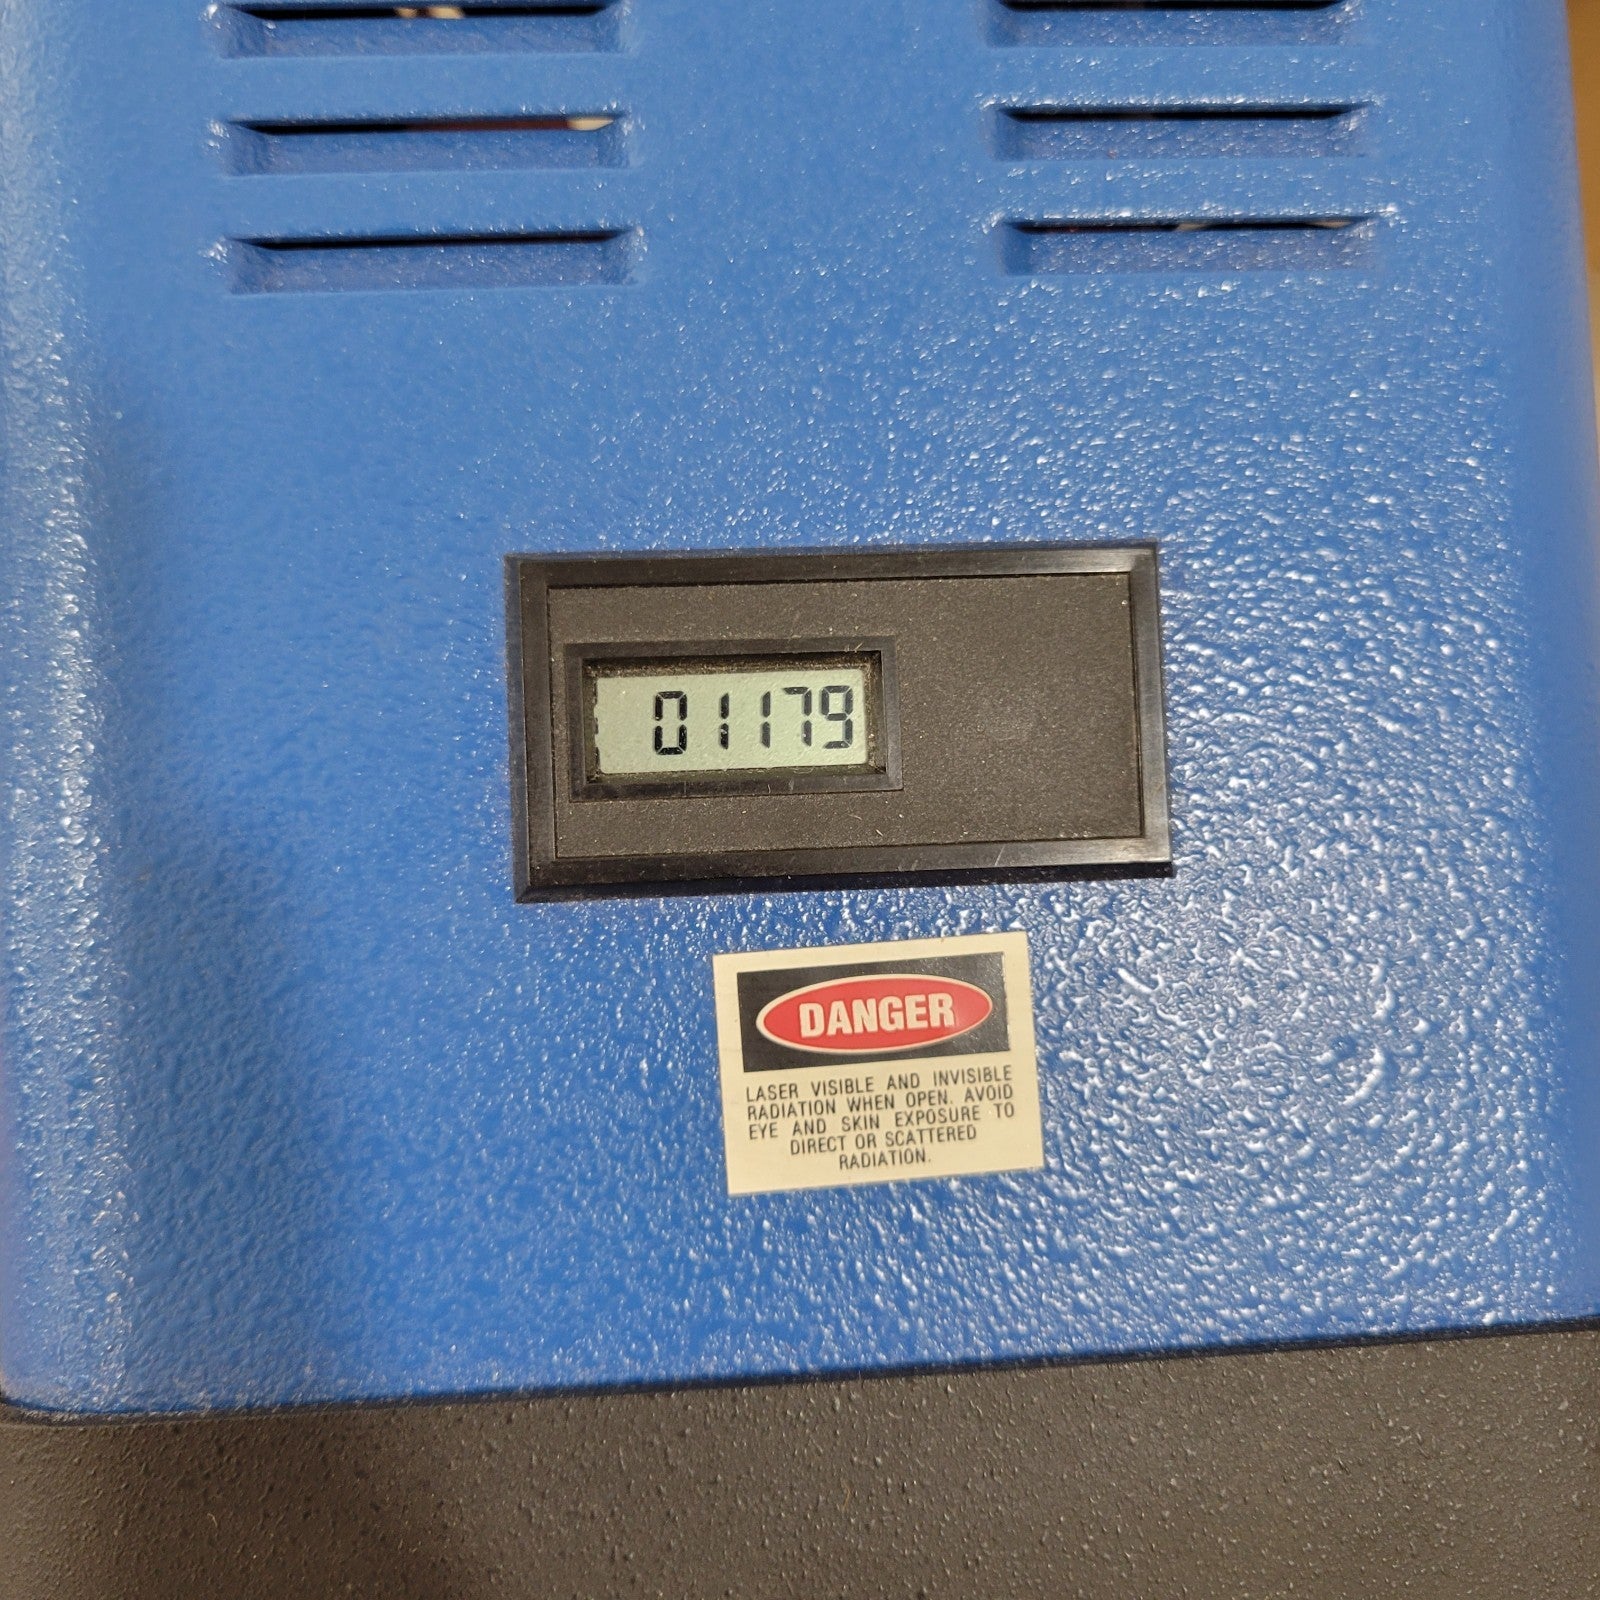 01179
DANGER
LASER VISIBLE AND INVISIBLE
RADIATION WHEN OPEN. AVOID
EYE AND SKIN EXPOSURE TO
DIRECT OR SCATTERED
RADIATION.